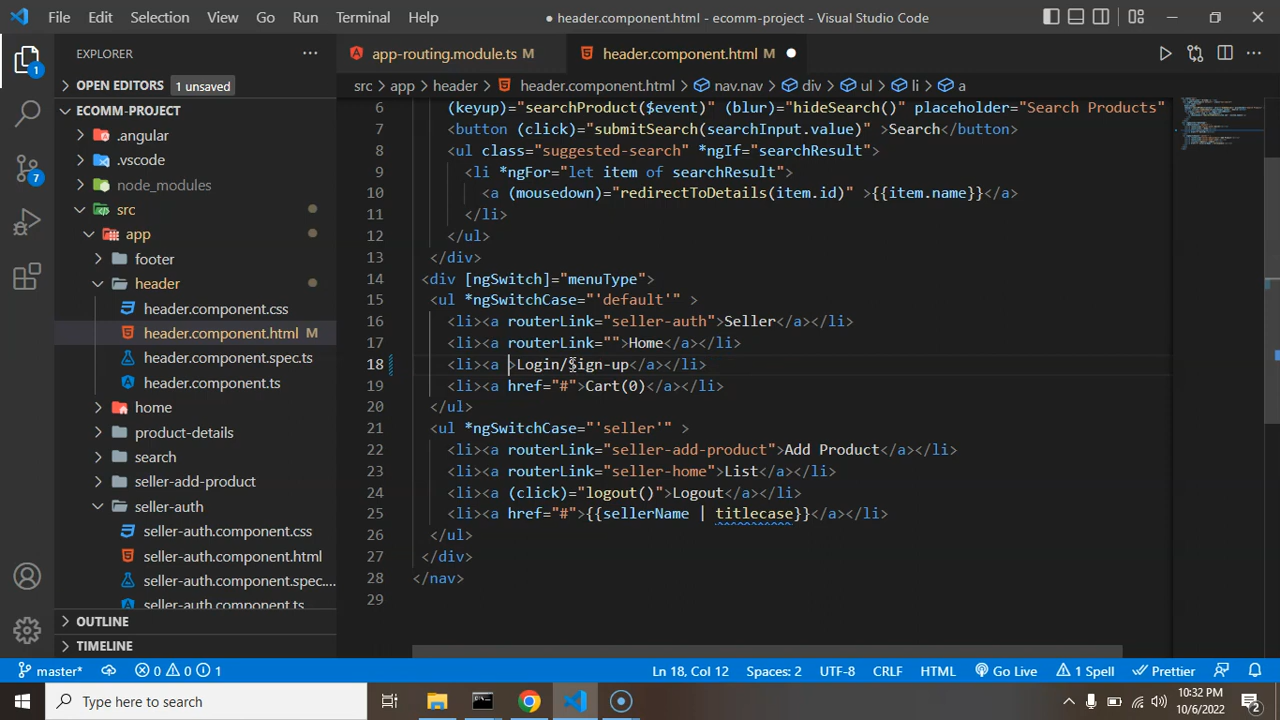 File Edit Selection View Go Run Terminal Help
● header.component.html - ecomm-project - Visual Studio Code
EXPLORER
OPEN EDITORS 1 unsaved
ECOMM-PROJECT
.angular
.vscode
node_modules
src
app
footer
header
header.component.css
header.component.html M
header.component.spec.ts
header.component.ts
home
product-details
search
seller-add-product
seller-auth
seller-auth.component.css
seller-auth.component.html
seller-auth.component.spec....
seller-auth.component.ts
OUTLINE
TIMELINE
1
7
app-routing.module.ts M
header.component.html M
src > app > header > header.component.html > nav.nav > div > ul > li > a
6 (keyup)="searchProduct($event)" (blur)="hideSearch()" placeholder="Search Products"
7 <button (click)="submitSearch(searchInput.value)" >Search</button>
8 <ul class="suggested-search" *ngIf="searchResult">
9 <li *ngFor="let item of searchResult">
10 <a (mousedown)="redirectToDetails(item.id)" >{{item.name}}</a>
11 </li>
12 </ul>
13 </div>
14 <div [ngSwitch]="menuType">
15 <ul *ngSwitchCase="'default'" >
16 <li><a routerLink="seller-auth">Seller</a></li>
17 <li><a routerLink="">Home</a></li>
18 <li><a >Login/Sign-up</a></li>
19 <li><a href="#">Cart(0)</a></li>
20 </ul>
21 <ul *ngSwitchCase="'seller'" >
22 <li><a routerLink="seller-add-product">Add Product</a></li>
23 <li><a routerLink="seller-home">List</a></li>
24 <li><a (click)="logout()">Logout</a></li>
25 <li><a href="#">{{sellerName | titlecase}}</a></li>
26 </ul>
27 </div>
28 </nav>
29
master* 0 0 1 Ln 18, Col 12 Spaces: 2 UTF-8 CRLF HTML Go Live 1 Spell Prettier
Type here to search
10:32 PM
10/6/2022
2